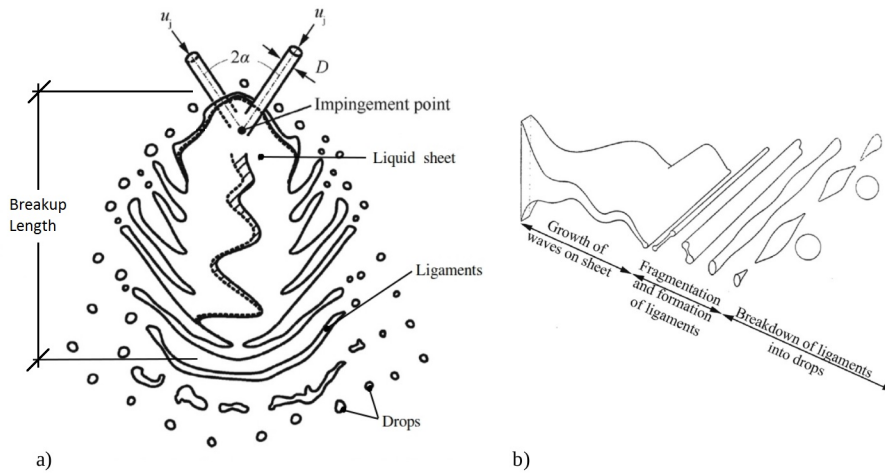 u_j
u_j
2α
D
Impingement point
Liquid sheet
Breakup
Length
Ligaments
Drops
a)
Growth of
waves on sheet
Fragmentation
and formation
of ligaments
Breakdown of ligaments
into drops
b)